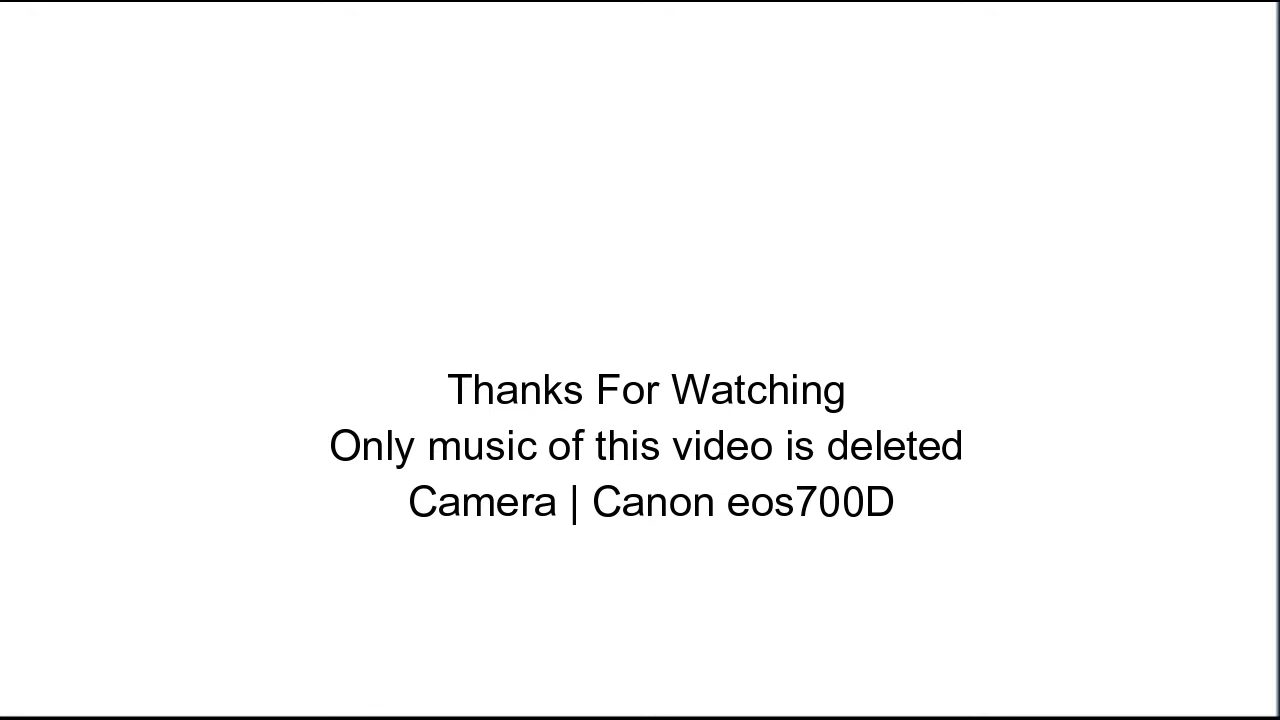 Thanks For Watching
Only music of this video is deleted
Camera | Canon eos700D